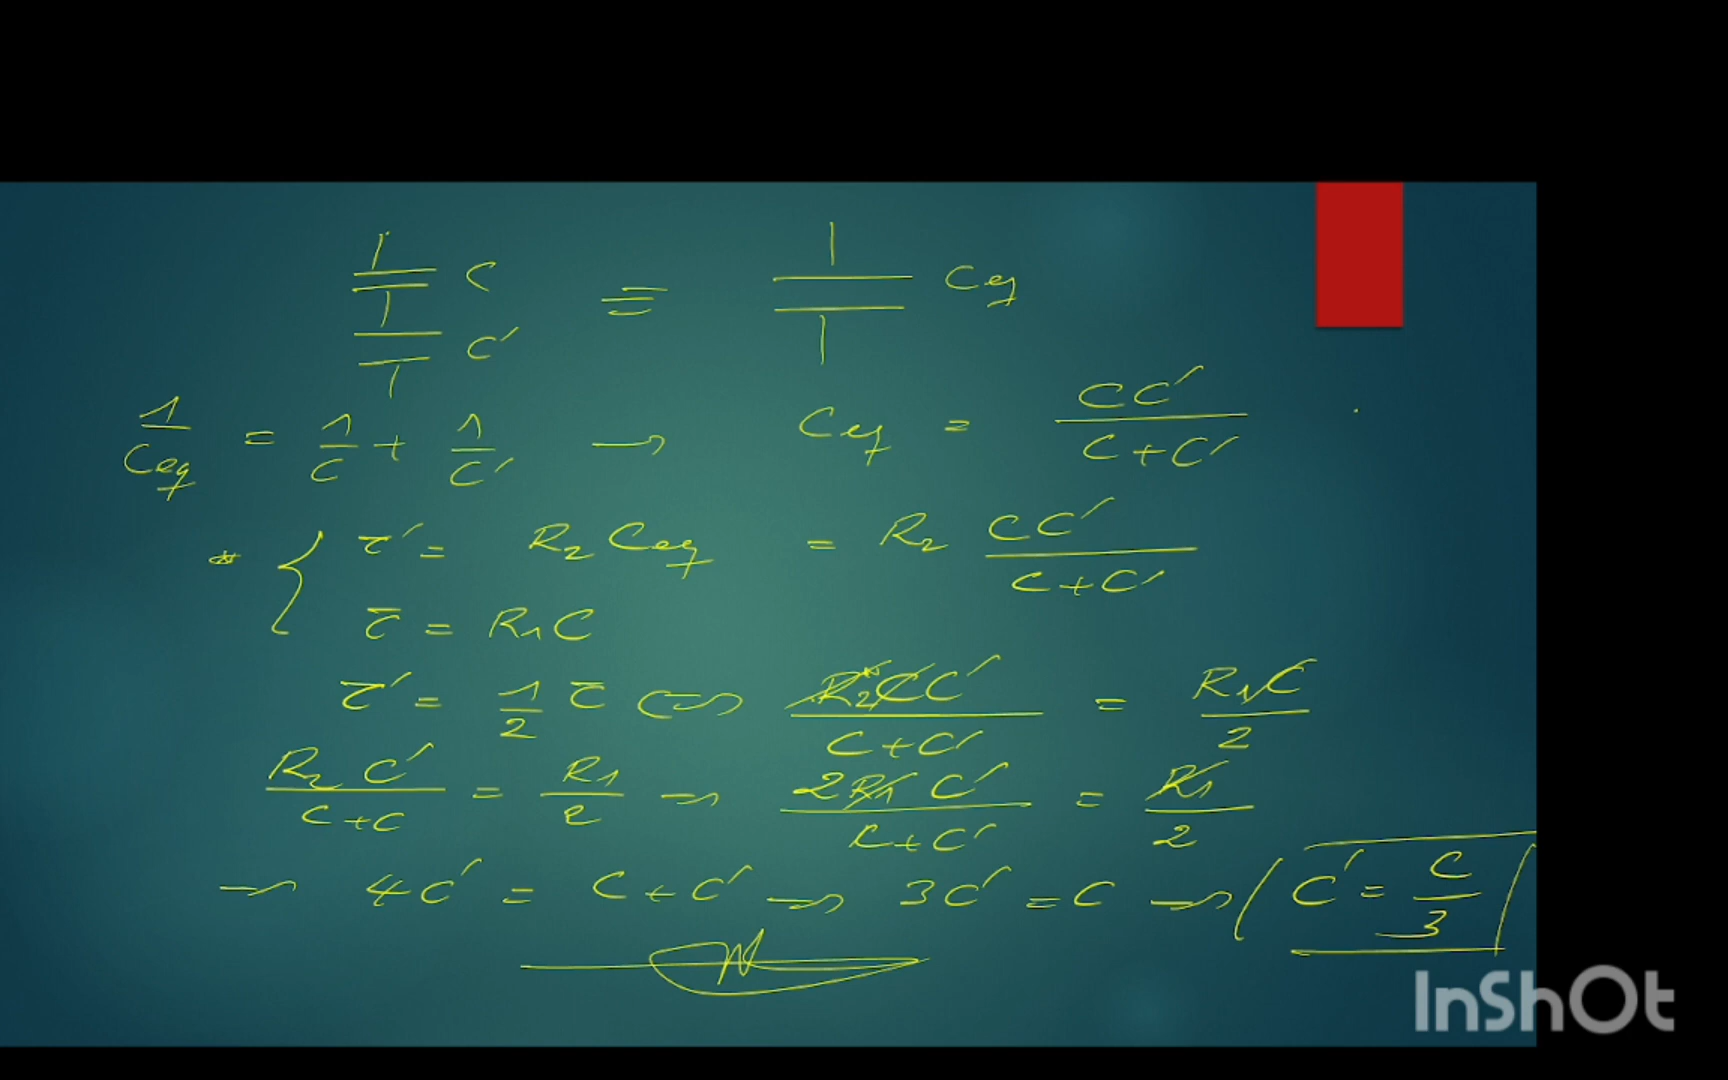 C ≡ Ceq
C'
1/Ceq = 1/C + 1/C' → Ceq = CC'/(C+C')
* { τ' = R₂ Ceq = R₂ CC'/(C+C')
τ = R₁C
τ' = 1/2 τ ⟺ R₂CC'/(C+C') = R₁C/2
R₂C'/(C+C) = R₁/2 → 2R₁C'/(C+C') = R₁/2
→ 4C' = C+C' → 3C' = C → C' = C/3
InShOt